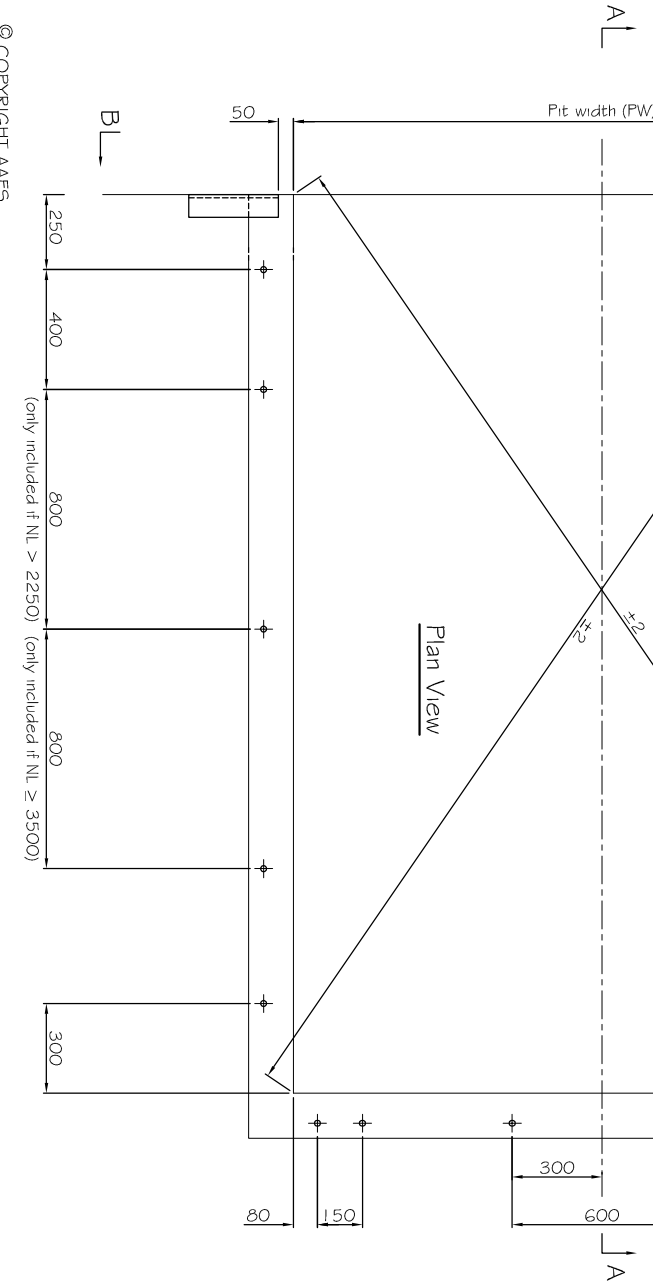 A
Pit width (PW)
50
B
© COPYRIGHT AAES
250
400
800
(only included if NL > 2250)
800
(only included if NL ≥ 3500)
300
Plan View
±2
±2
300
600
80
150
A